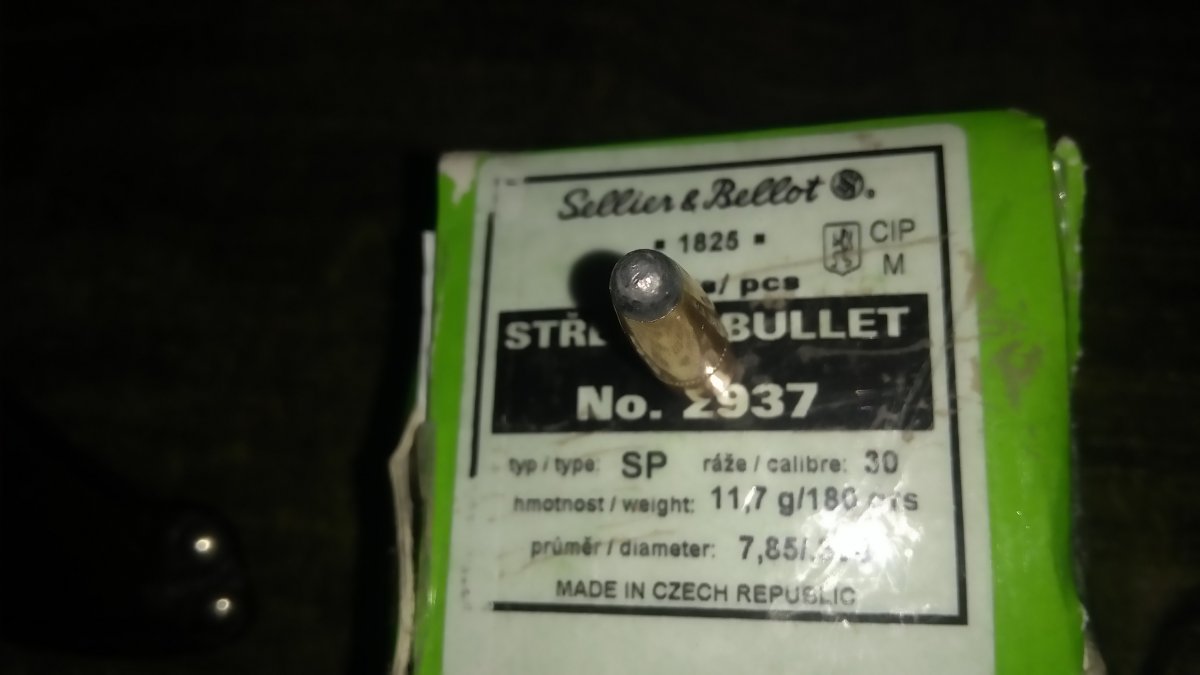 Sellier & Bellot
1825
CIP
M
/ pcs
BULLET
No. 2937
typ / type: SP ráže / calibre: 30
hmotnost / weight: 11,7 g/180 grs
průměr / diameter: 7,85/
MADE IN CZECH REPUBLIC